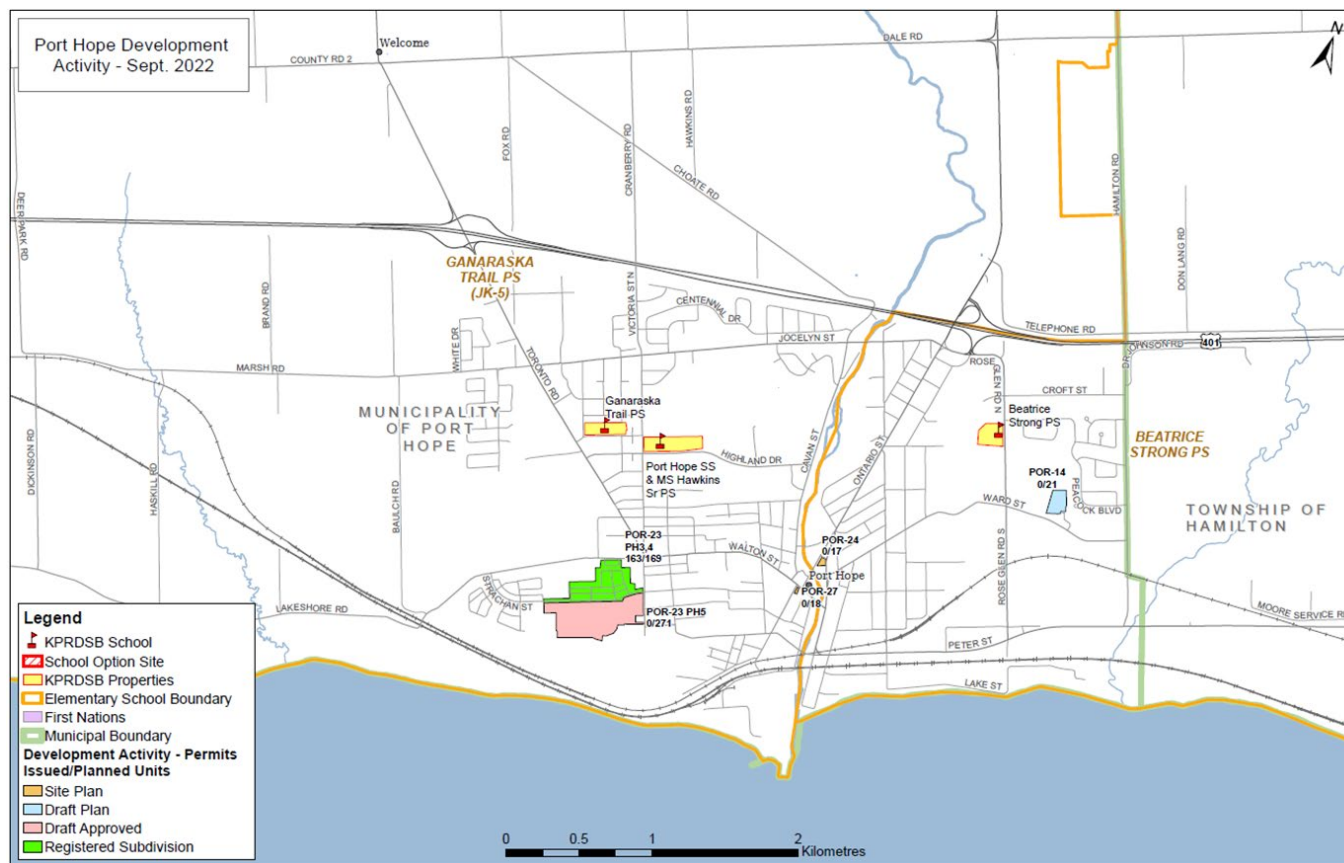 Port Hope Development
Activity - Sept. 2022
N
Welcome
COUNTY RD 2
DALE RD
FOX RD
CRANBERRY RD
HAWKINS RD
CHOATE RD
HAMILTON RD
DEER PARK RD
DON LANG RD
BRAND RD
GANARASKA
TRAIL PS
(JK-5)
VICTORIA ST N
CENTENNIAL
DR
JOCELYN ST
TELEPHONE RD
401
JOHNSON RD
DR
WHITE DR
TORONTO RD
MARSH RD
ROSE
GLEN RD N
CROFT ST
MUNICIPALITY
OF PORT
HOPE
Ganaraska
Trail PS
Beatrice
Strong PS
BEATRICE
STRONG PS
CAVAN ST
ONTARIO ST
HIGHLAND DR
Port Hope SS
& MS Hawkins
Sr PS
POR-14
0/21
PEACO
CK BLVD
WARD ST
TOWNSHIP OF
HAMILTON
DICKINSON RD
HASKILL RD
BAULCH RD
POR-23
PH3,4
163/169
WALTON ST
POR-24
0/17
Port Hope
POR-27
0/18
STRACHAN ST
ROSE GLEN RD S
LAKESHORE RD
POR-23 PH5
0/271
MOORE SERVICE RD
PETER ST
LAKE ST
Legend
KPRDSB School
School Option Site
KPRDSB Properties
Elementary School Boundary
First Nations
Municipal Boundary
Development Activity - Permits
Issued/Planned Units
Site Plan
Draft Plan
Draft Approved
Registered Subdivision
0 0.5 1 2
Kilometres